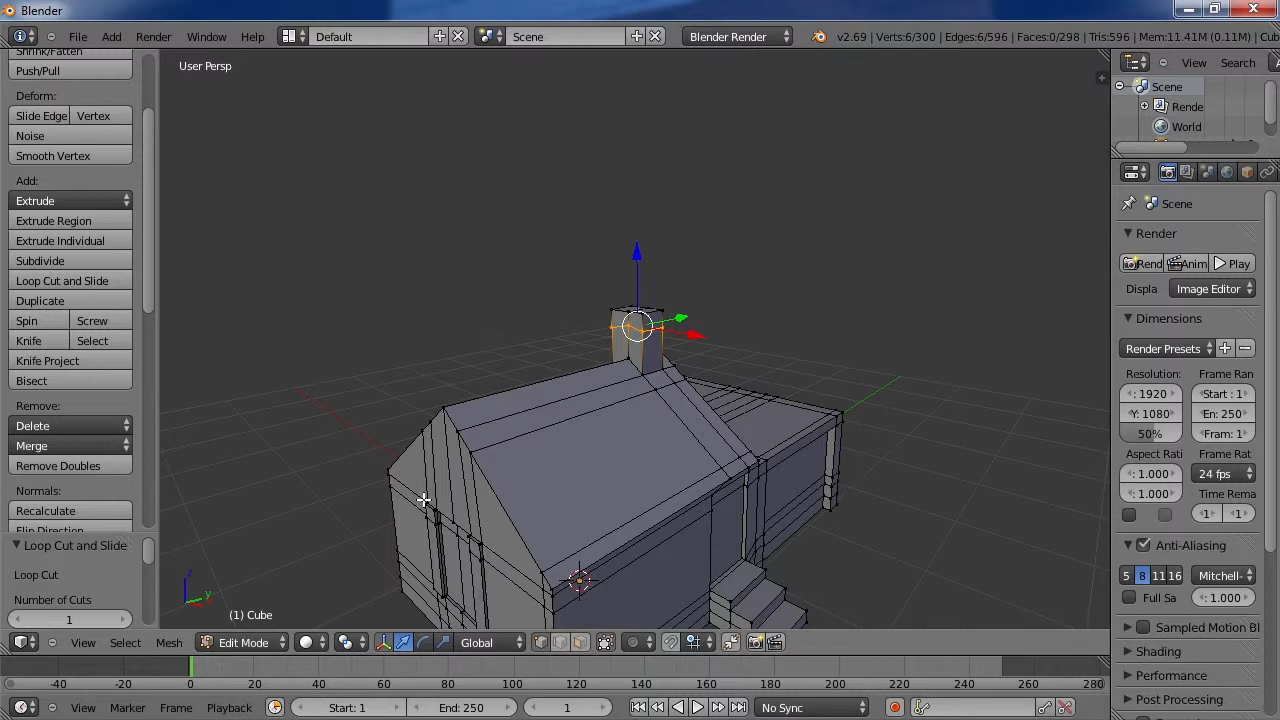 Blender
File Add Render Window Help Default Scene Blender Render v2.69 | Verts:6/300 | Edges:6/596 | Faces:0/298 | Tris:596 | Mem:11.41M (0.11M) | Cub
Shrink/Fatten
Push/Pull
Deform:
Slide Edge Vertex
Noise
Smooth Vertex
Add:
Extrude
Extrude Region
Extrude Individual
Subdivide
Loop Cut and Slide
Duplicate
Spin Screw
Knife Select
Knife Project
Bisect
Remove:
Delete
Merge
Remove Doubles
Normals:
Recalculate
Flip Direction
Loop Cut and Slide
Loop Cut
Number of Cuts
1
User Persp
z
y
(1) Cube
View Select Mesh Edit Mode Global
-40 -20 0 20 40 60 80 100 120 140 160 180 200 220 240 260 280
View Marker Frame Playback Start: 1 End: 250 1 No Sync
View Search
Scene
Rende
World
Scene
Render
Rend Anim Play
Displa Image Editor
Dimensions
Render Presets
Resolution: Frame Ran
: 1920 Start : 1
Y: 1080 En: 250
50% Fram: 1
Aspect Rati Frame Rat
: 1.000 24 fps
: 1.000 Time Rema
1 1
Anti-Aliasing
5 8 11 16 Mitchell-
Full Sa : 1.000
Sampled Motion Bl
Shading
Performance
Post Processing